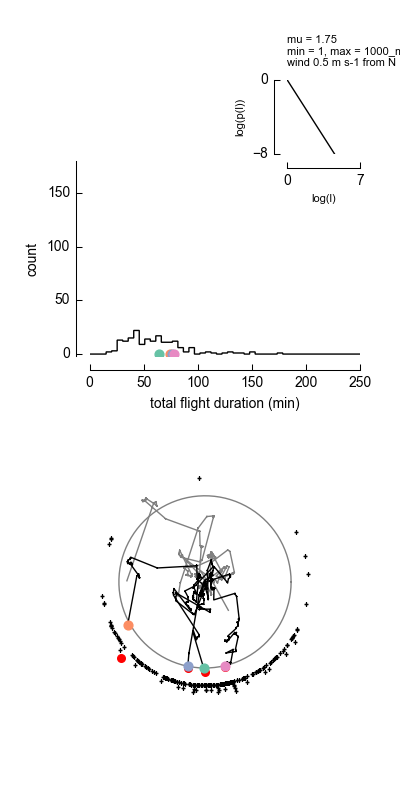 mu = 1.75
min = 1, max = 1000_m
wind 0.5 m s-1 from N
0
log(p(l))
−8
0
7
log(l)
150
100
50
0
count
0
50
100
150
200
250
total flight duration (min)